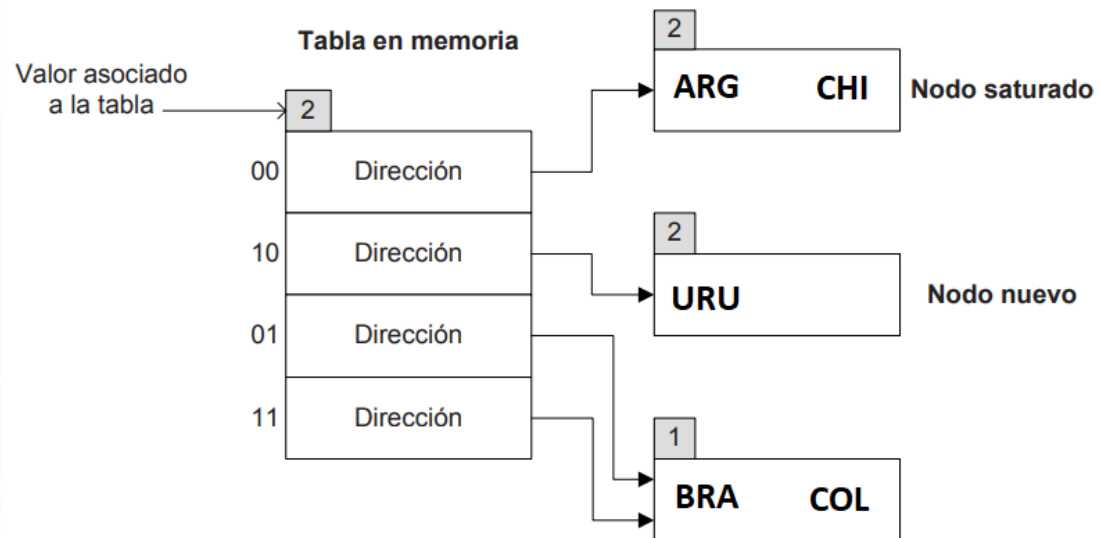 Tabla en memoria
Valor asociado
a la tabla
2
00 Dirección
10 Dirección
01 Dirección
11 Dirección
2
ARG CHI
Nodo saturado
2
URU
Nodo nuevo
1
BRA COL